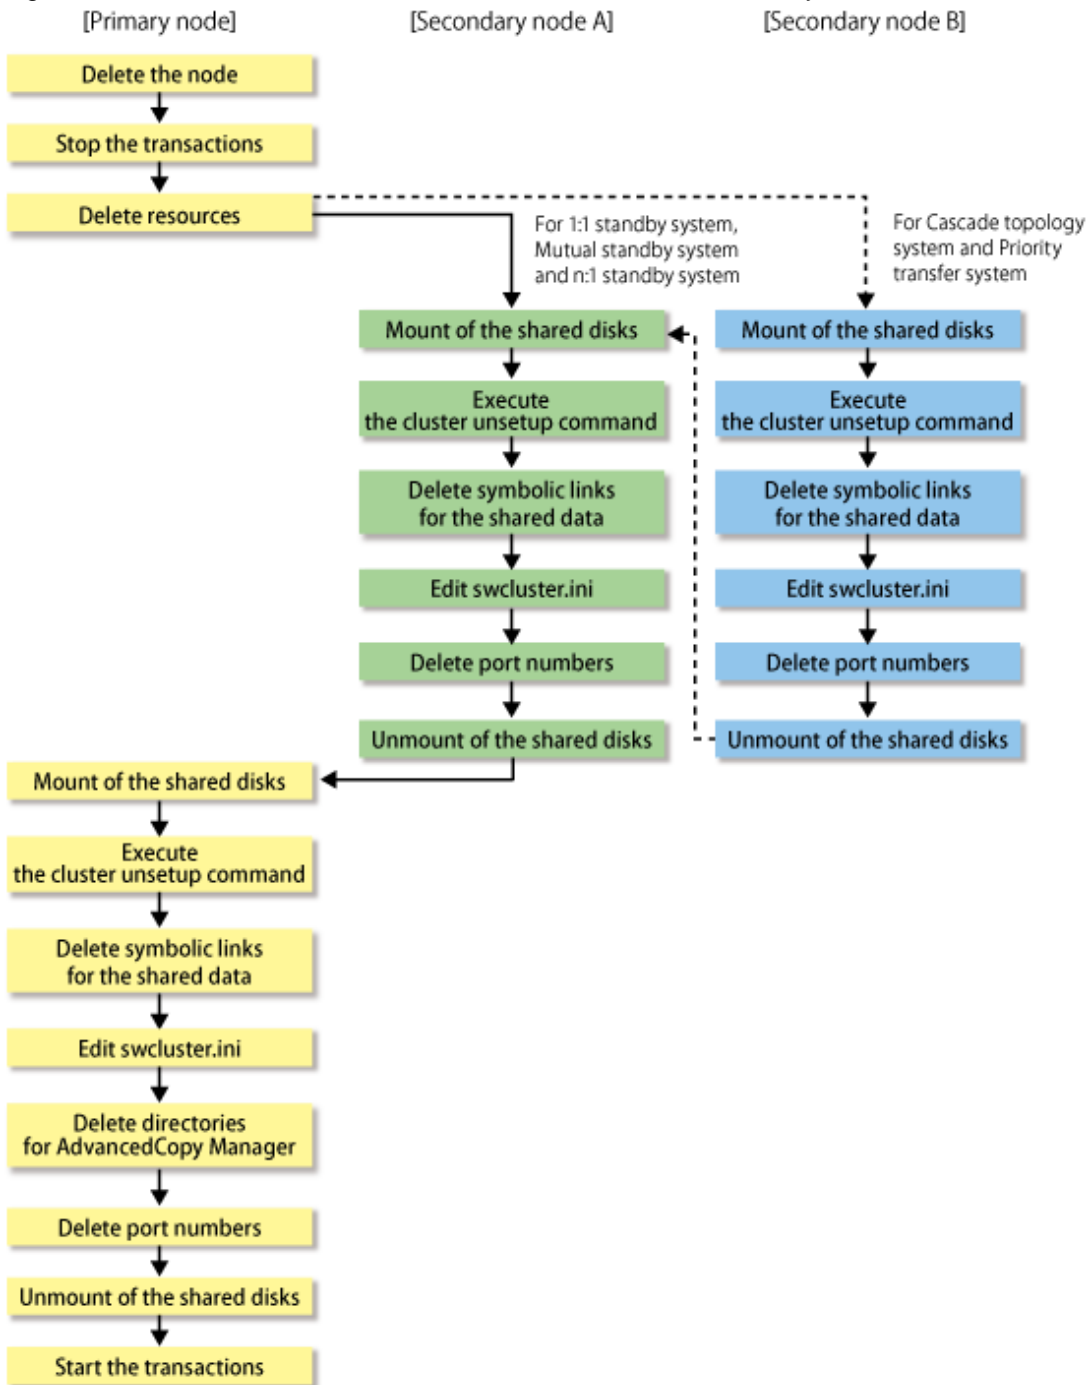 [Primary node]
[Secondary node A]
[Secondary node B]
Delete the node
Stop the transactions
Delete resources
For 1:1 standby system,
Mutual standby system
and n:1 standby system
For Cascade topology
system and Priority
transfer system
Mount of the shared disks
Execute
the cluster unsetup command
Delete symbolic links
for the shared data
Edit swcluster.ini
Delete port numbers
Unmount of the shared disks
Mount of the shared disks
Execute
the cluster unsetup command
Delete symbolic links
for the shared data
Edit swcluster.ini
Delete port numbers
Unmount of the shared disks
Mount of the shared disks
Execute
the cluster unsetup command
Delete symbolic links
for the shared data
Edit swcluster.ini
Delete directories
for AdvancedCopy Manager
Delete port numbers
Unmount of the shared disks
Start the transactions